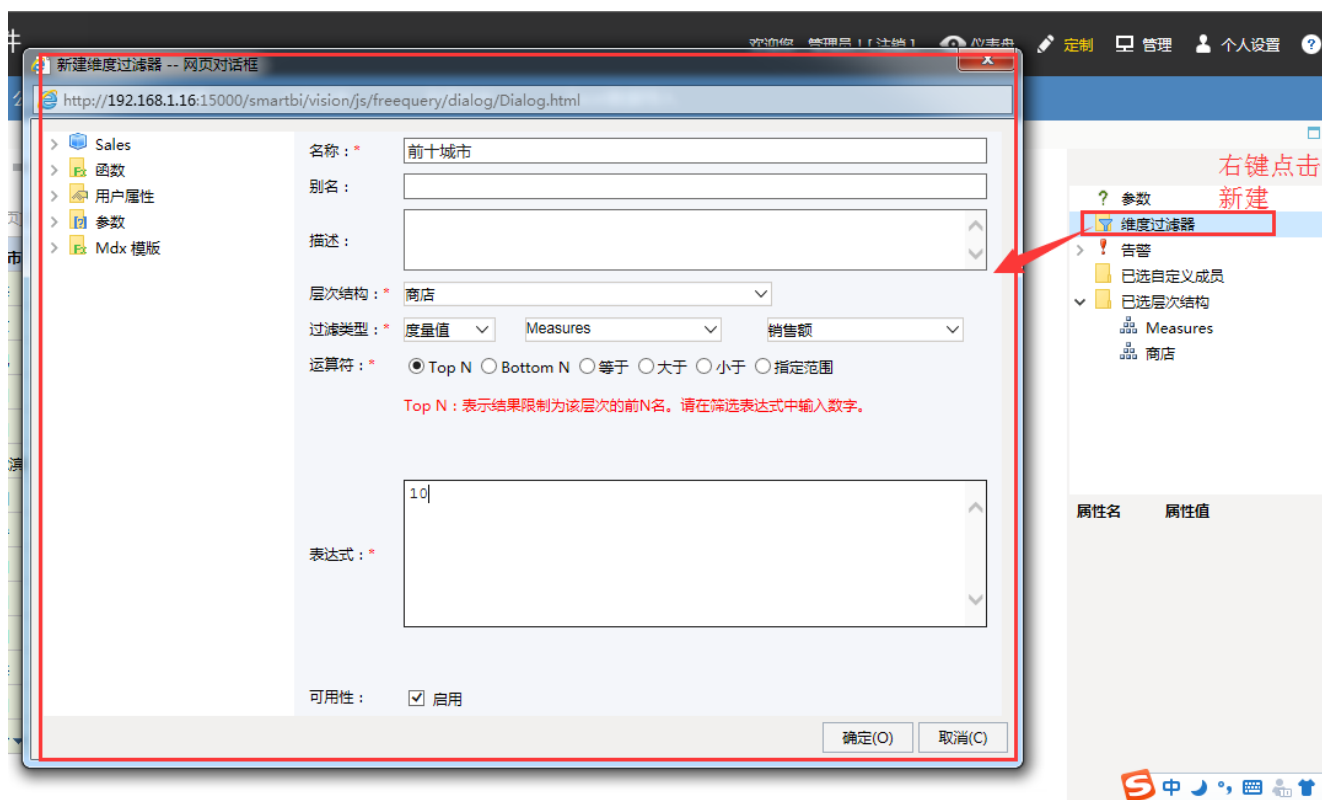 件
定制
管理
个人设置
?
新建维度过滤器 -- 网页对话框
x
http://192.168.1.16:15000/smartbi/vision/js/freequery/dialog/Dialog.html
Sales
函数
用户属性
参数
Mdx 模版
名称：*
前十城市
别名：
描述：
层次结构：*
商店
过滤类型：*
度量值
Measures
销售额
运算符：*
Top N
Bottom N
等于
大于
小于
指定范围
Top N：表示结果限制为该层次的前N名。请在筛选表达式中输入数字。
表达式：*
10
可用性：
启用
确定(O)
取消(C)
右键点击
新建
参数
维度过滤器
告警
已选自定义成员
已选层次结构
Measures
商店
属性名
属性值
中